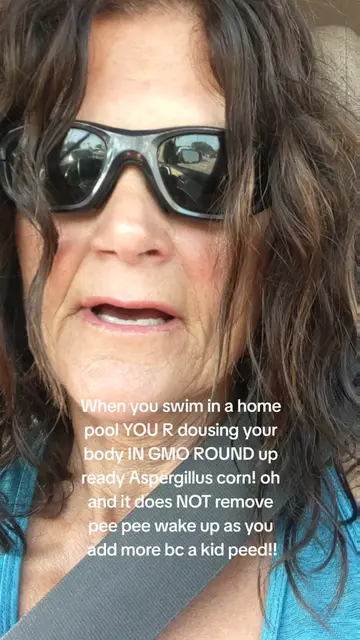 When you swim in a home
pool YOU R dousing your
body IN GMO ROUND up
ready Aspergillus corn! oh
and it does NOT remove
pee pee wake up as you
add more bc a kid peed!!